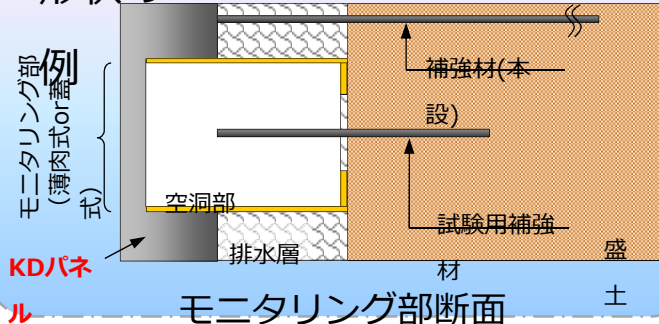 例
補強材(本
設)
モニタリング部
(薄肉式or蓋
式)
空洞部
試験用補強
材
排水層
盛
土
KDパネ
ル
モニタリング部断面